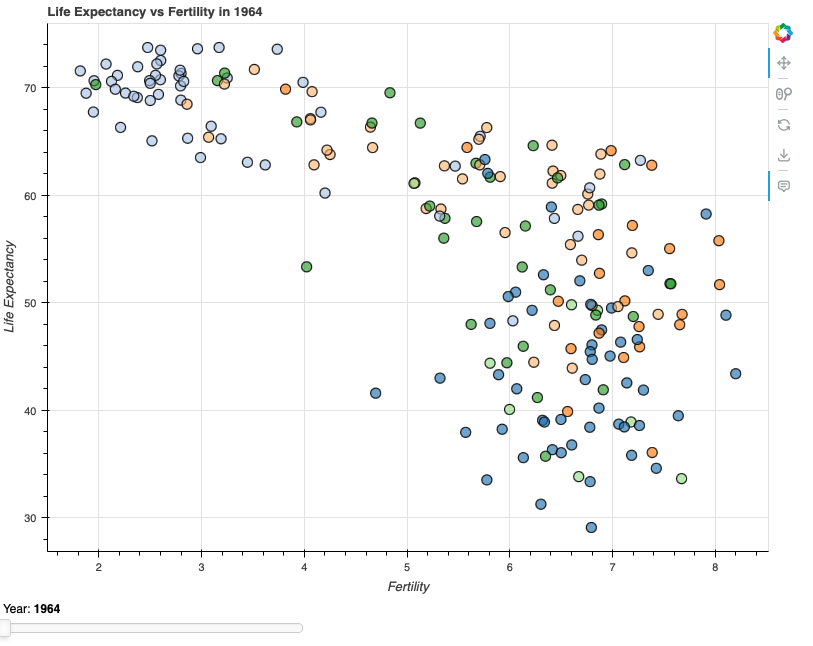 Life Expectancy vs Fertility in 1964
Life Expectancy
70
60
50
40
30
2 3 4 5 6 7 8
Fertility
Year: 1964